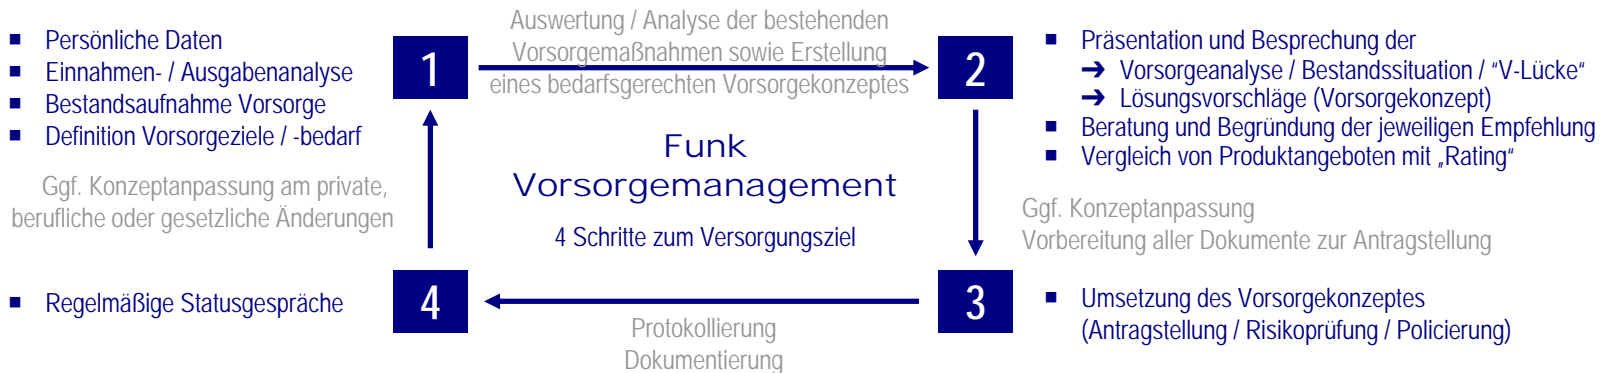 Persönliche Daten
Einnahmen- / Ausgabenanalyse
Bestandsaufnahme Vorsorge
Definition Vorsorgeziele / -bedarf
1
Auswertung / Analyse der bestehenden
Vorsorgemaßnahmen sowie Erstellung
eines bedarfsgerechten Vorsorgekonzeptes
2
Präsentation und Besprechung der
➔ Vorsorgeanalyse / Bestandssituation / "V-Lücke"
➔ Lösungsvorschläge (Vorsorgekonzept)
Beratung und Begründung der jeweiligen Empfehlung
Vergleich von Produktangeboten mit „Rating"
Funk
Vorsorgemanagement
4 Schritte zum Versorgungsziel
Ggf. Konzeptanpassung am private,
berufliche oder gesetzliche Änderungen
Ggf. Konzeptanpassung
Vorbereitung aller Dokumente zur Antragstellung
Regelmäßige Statusgespräche
4
Protokollierung
Dokumentierung
3
Umsetzung des Vorsorgekonzeptes
(Antragstellung / Risikoprüfung / Policierung)